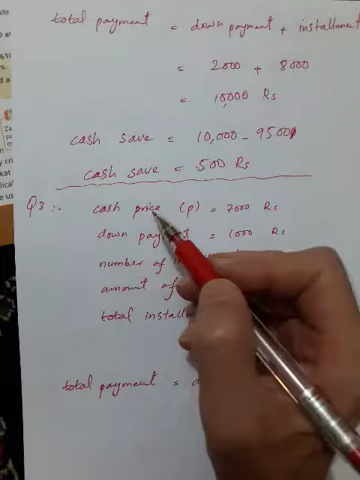 total payment = down payment + installment
= 2000 + 8000
= 10,000 Rs
cash save = 10,000 - 9500
cash save = 500 Rs
Q3 :- cash price (p) = 7000 Rs
down payment = 1000 Rs
number of
amount of
total install
total payment = d